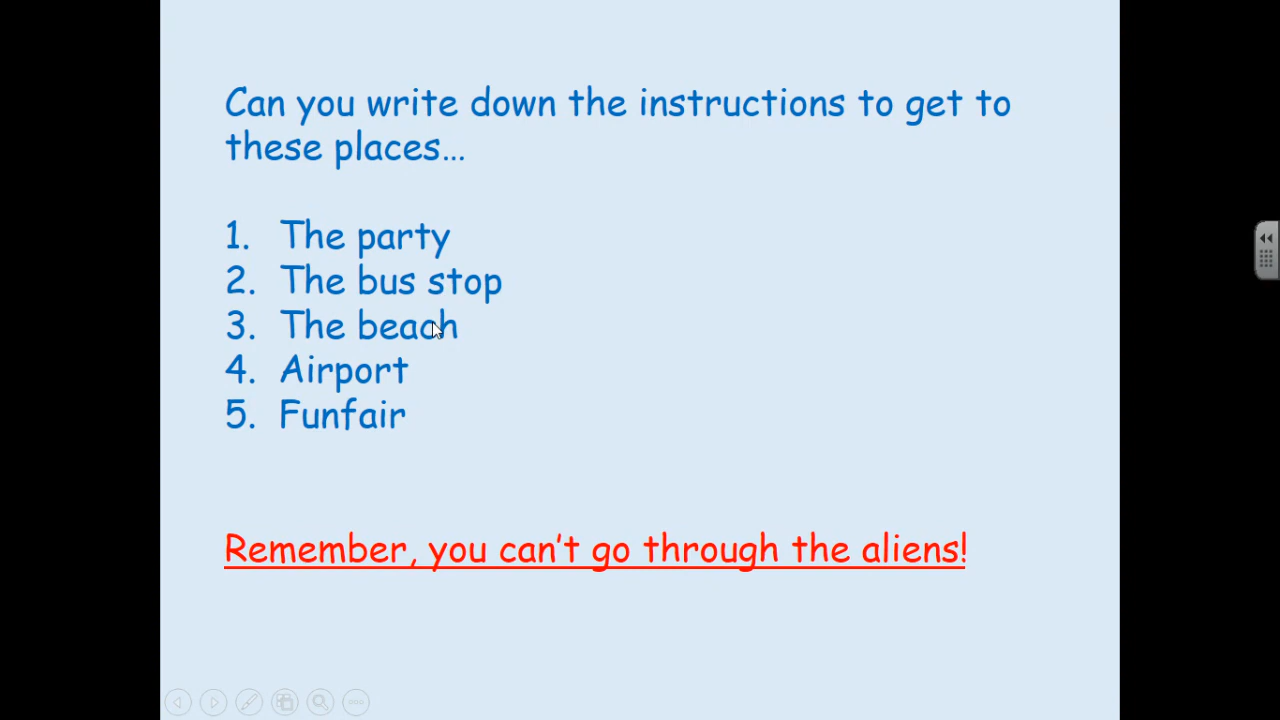 Can you write down the instructions to get to
these places…
1. The party
2. The bus stop
3. The beach
4. Airport
5. Funfair
Remember, you can't go through the aliens!